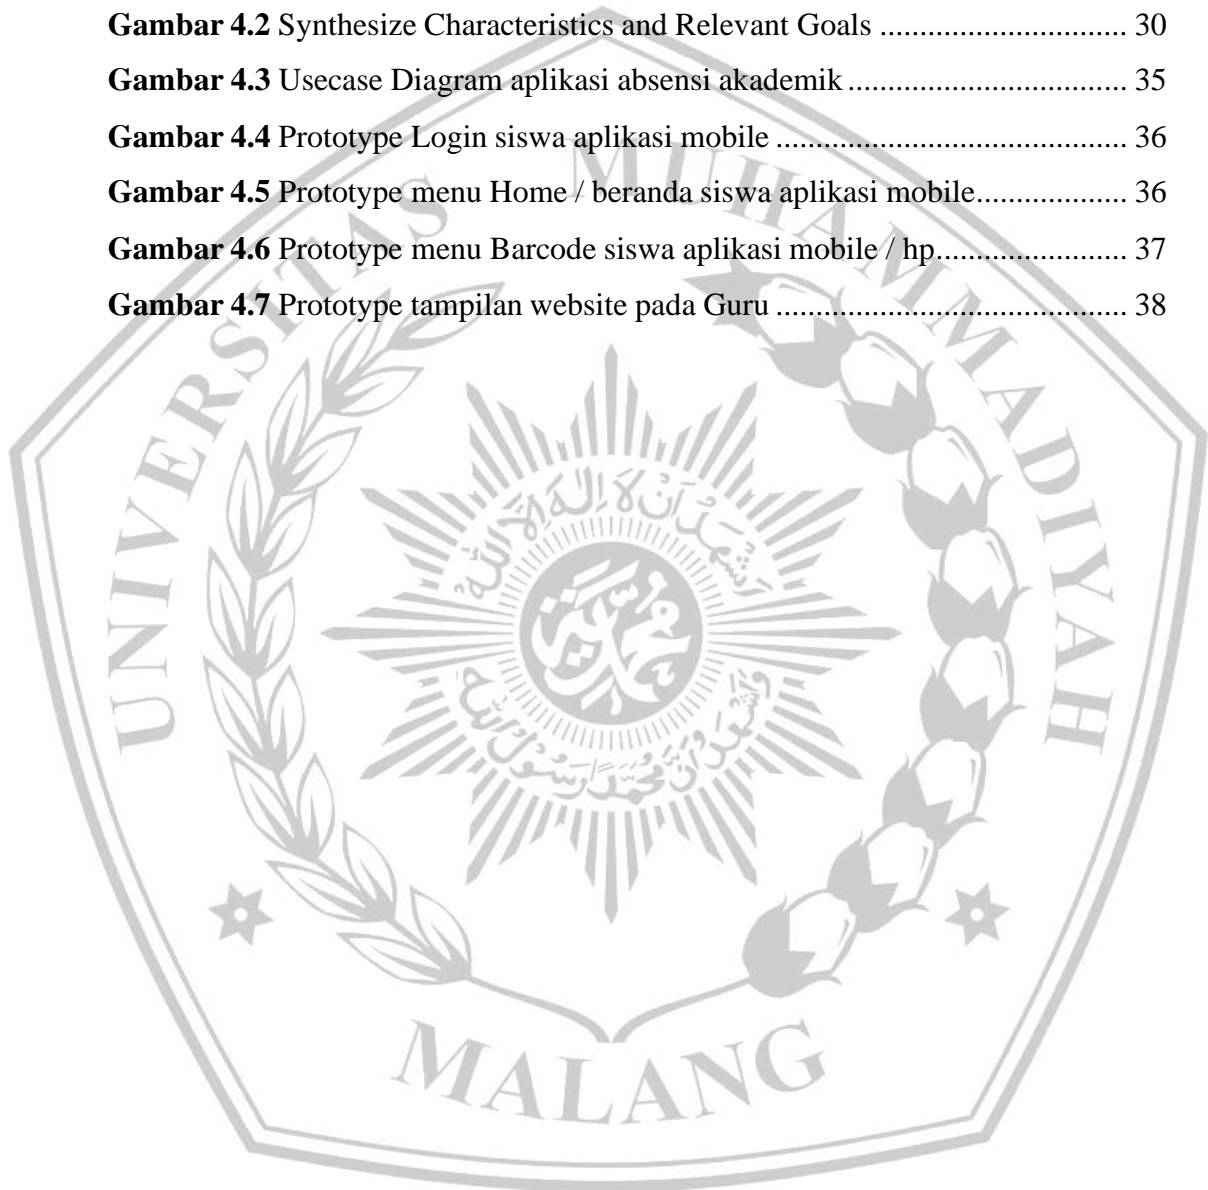 Gambar 4.2 Synthesize Characteristics and Relevant Goals ............................... 30
Gambar 4.3 Usecase Diagram aplikasi absensi akademik ................................... 35
Gambar 4.4 Prototype Login siswa aplikasi mobile ............................................ 36
Gambar 4.5 Prototype menu Home / beranda siswa aplikasi mobile................... 36
Gambar 4.6 Prototype menu Barcode siswa aplikasi mobile / hp........................ 37
Gambar 4.7 Prototype tampilan website pada Guru ............................................ 38
UNIVERSITAS MUHAMMADIYAH
MALANG